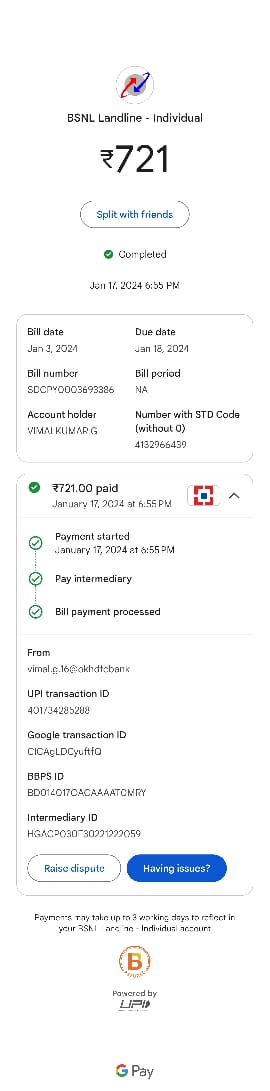 BSNL Landline - Individual
₹721
Split with friends
Completed
Jan 17, 2024 6:55 PM
Bill date
Due date
Jan 3, 2024
Jan 18, 2024
Bill number
Bill period
SDCPY0003693386
NA
Account holder
Number with STD Code
(without 0)
VIMALKUMAR G
4132966439
₹721.00 paid
January 17, 2024 at 6:55 PM
Payment started
January 17, 2024 at 6:55 PM
Pay intermediary
Bill payment processed
From
vimal.g.16@okhdfcbank
UPI transaction ID
401734285288
Google transaction ID
CICAgLDCyuftfQ
BBPS ID
BD014017OACAAAATGMRY
Intermediary ID
HGAGP030F30221222059
Raise dispute
Having issues?
Payments may take up to 3 working days to reflect in
your BSNL Landline - Individual account
B
ASSURED
Powered by
UPI
G Pay